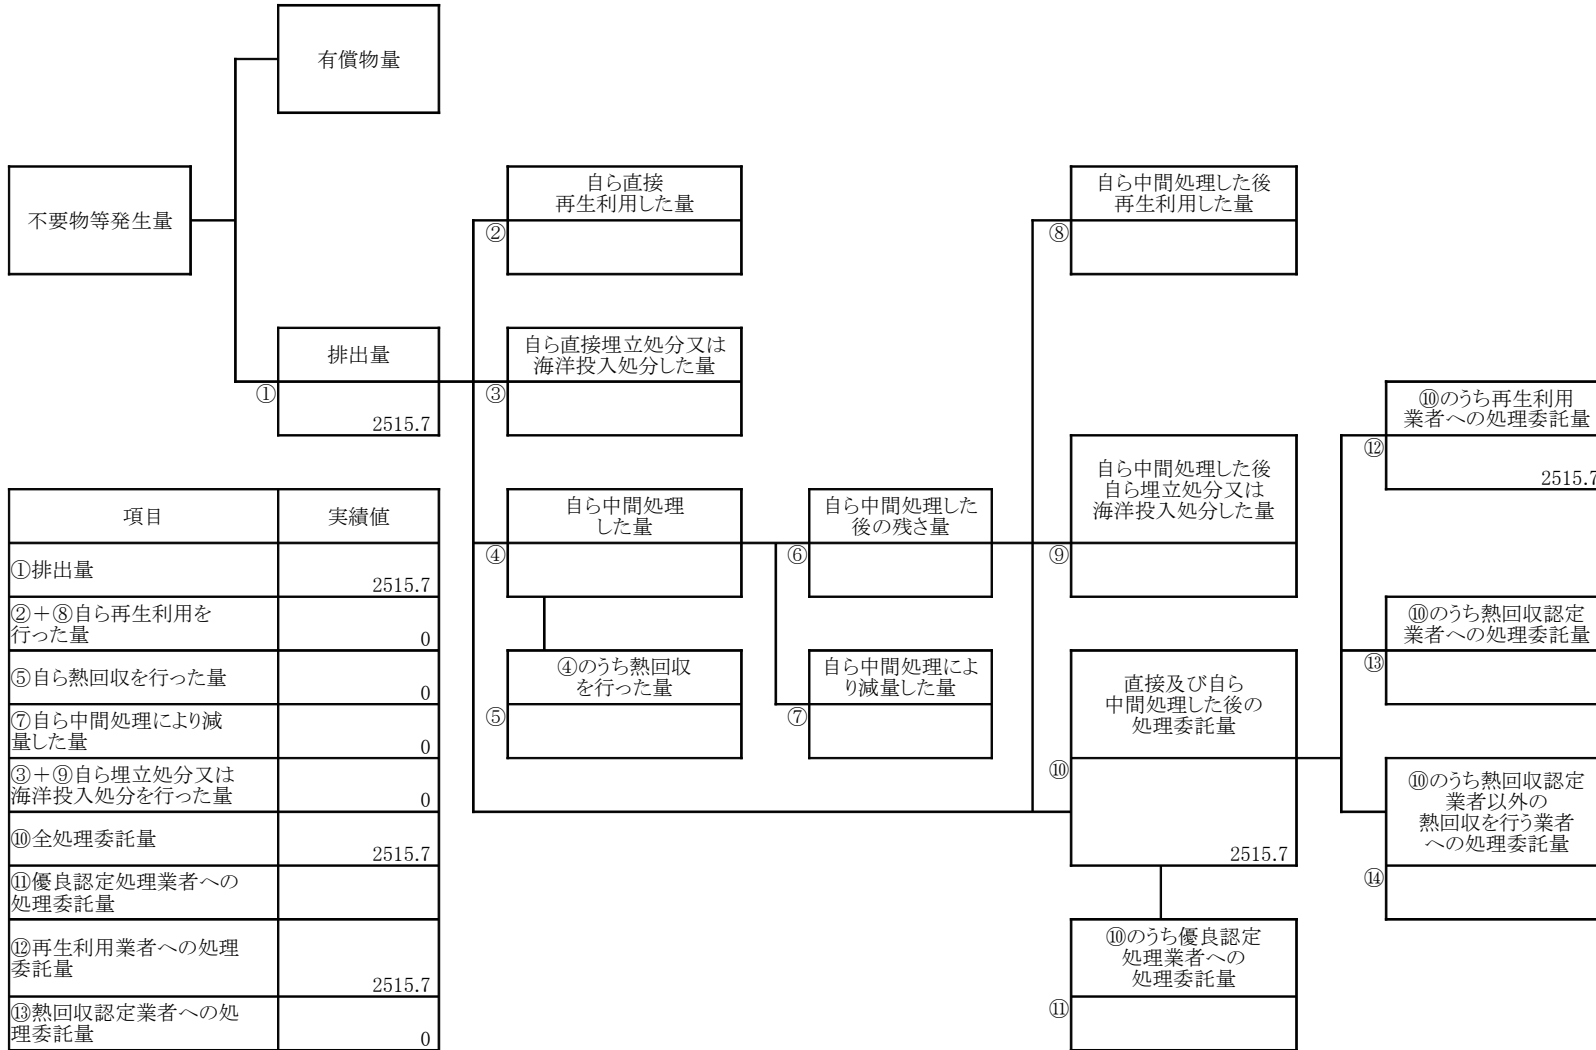 有償物量
不要物等発生量
自ら直接
再生利用した量
②
自ら中間処理した後
再生利用した量
⑧
排出量
①
2515.7
自ら直接埋立処分又は
海洋投入処分した量
③
⑩のうち再生利用
業者への処理委託量
⑫
2515.7
自ら中間処理
した量
④
自ら中間処理した
後の残さ量
⑥
自ら中間処理した後
自ら埋立処分又は
海洋投入処分した量
⑨
⑩のうち熱回収認定
業者への処理委託量
⑬
④のうち熱回収
を行った量
⑤
自ら中間処理によ
り減量した量
⑦
直接及び自ら
中間処理した後の
処理委託量
⑩
2515.7
⑩のうち熱回収認定
業者以外の
熱回収を行う業者
への処理委託量
⑭
⑩のうち優良認定
処理業者への
処理委託量
⑪
項目 実績値
①排出量
2515.7
②＋⑧自ら再生利用を
行った量 0
⑤自ら熱回収を行った量
0
⑦自ら中間処理により減
量した量 0
③＋⑨自ら埋立処分又は
海洋投入処分を行った量 0
⑩全処理委託量
2515.7
⑪優良認定処理業者への
処理委託量
⑫再生利用業者への処理
委託量
2515.7
⑬熱回収認定業者への処
理委託量 0